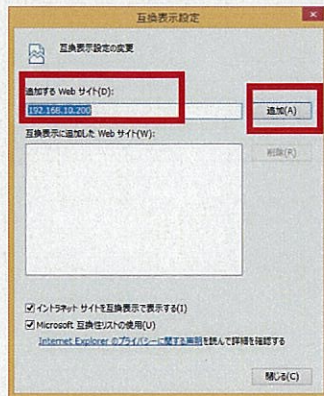 互換表示設定
互換表示設定の変更
追加する Web サイト(D):
192.168.10.200
追加(A)
互換表示に追加した Web サイト(W):
削除(R)
イントラネット サイトを互換表示で表示する(I)
Microsoft 互換性リストの使用(U)
Internet Explorer のプライバシーに関する声明を読んで詳細を確認する
閉じる(C)